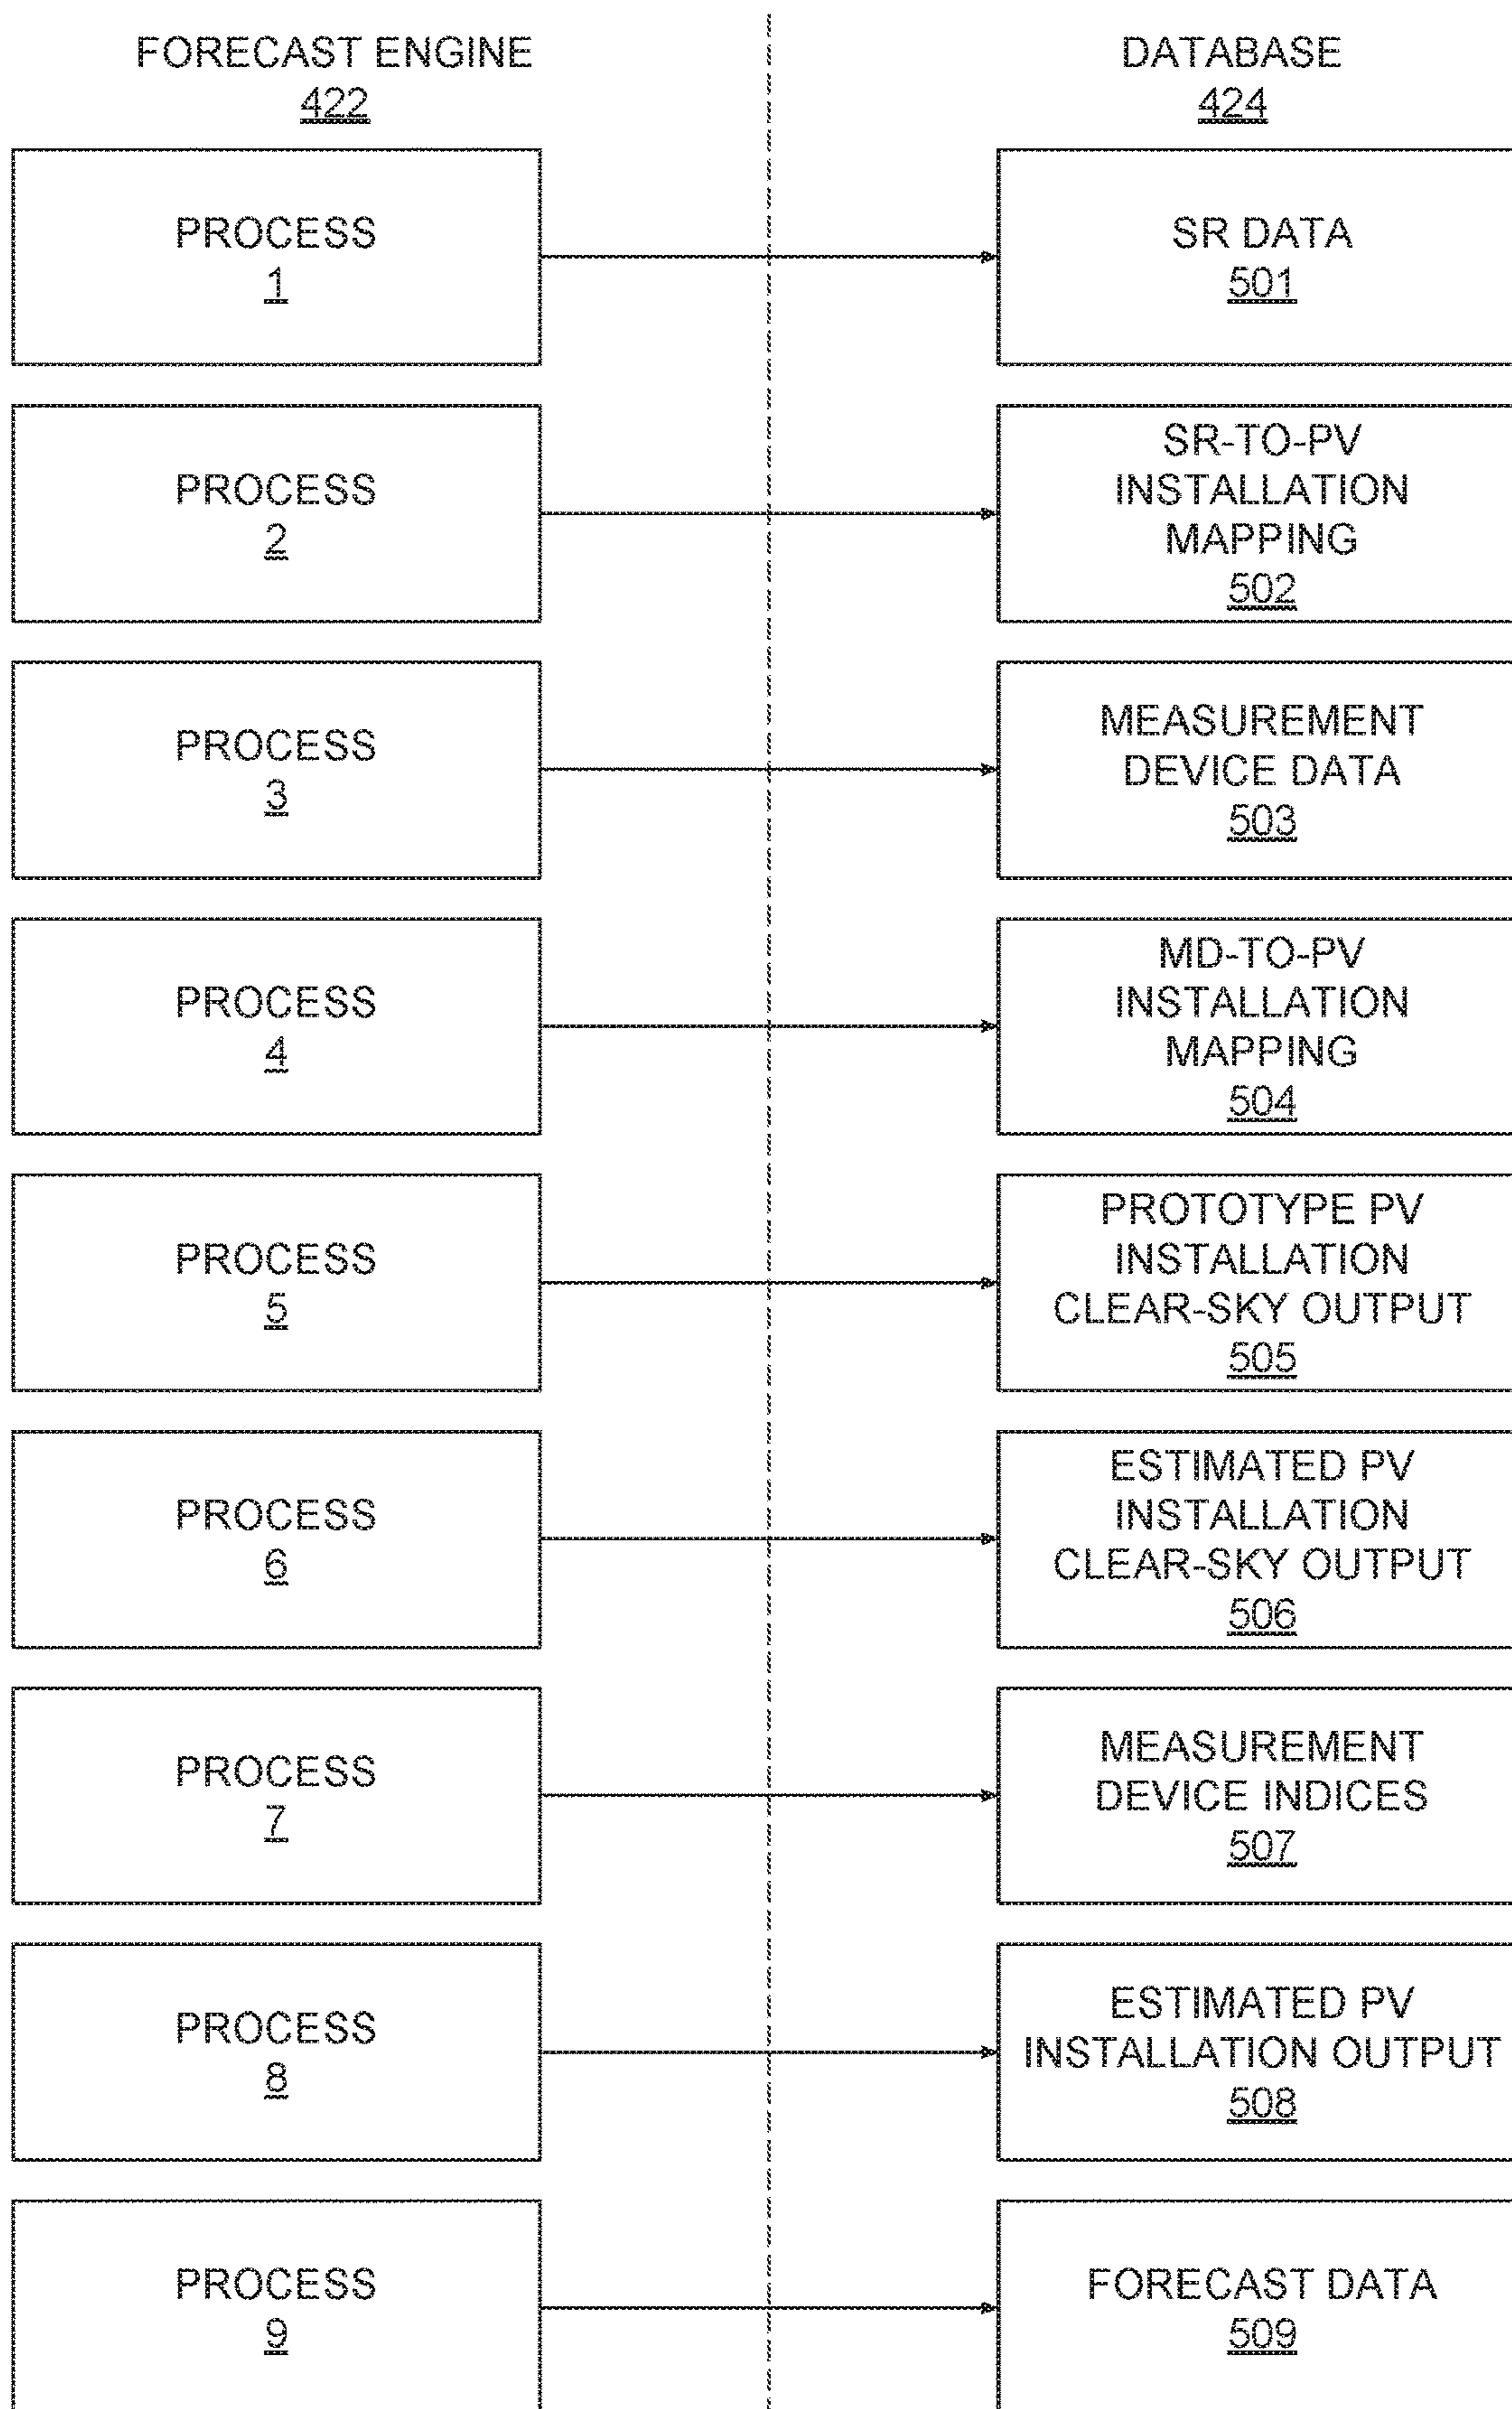 FORECAST ENGINE
422
DATABASE
424
PROCESS
1
SR DATA
501
PROCESS
2
SR-TO-PV
INSTALLATION
MAPPING
502
PROCESS
3
MEASUREMENT
DEVICE DATA
503
PROCESS
4
MD-TO-PV
INSTALLATION
MAPPING
504
PROCESS
5
PROTOTYPE PV
INSTALLATION
CLEAR-SKY OUTPUT
505
PROCESS
6
ESTIMATED PV
INSTALLATION
CLEAR-SKY OUTPUT
506
PROCESS
7
MEASUREMENT
DEVICE INDICES
507
PROCESS
8
ESTIMATED PV
INSTALLATION OUTPUT
508
PROCESS
9
FORECAST DATA
509